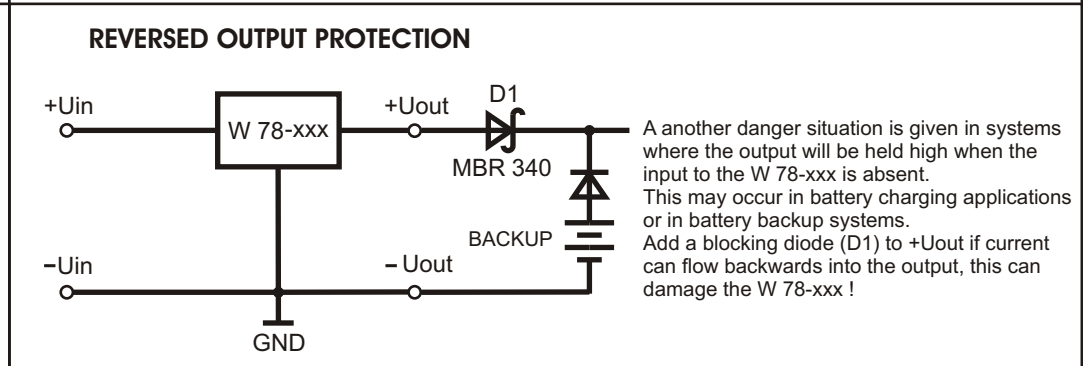 REVERSED OUTPUT PROTECTION
+Uin
W 78-xxx
+Uout
D1
MBR 340
BACKUP
–Uin
– Uout
GND
A another danger situation is given in systems
where the output will be held high when the
input to the W 78-xxx is absent.
This may occur in battery charging applications
or in battery backup systems.
Add a blocking diode (D1) to +Uout if current
can flow backwards into the output, this can
damage the W 78-xxx !